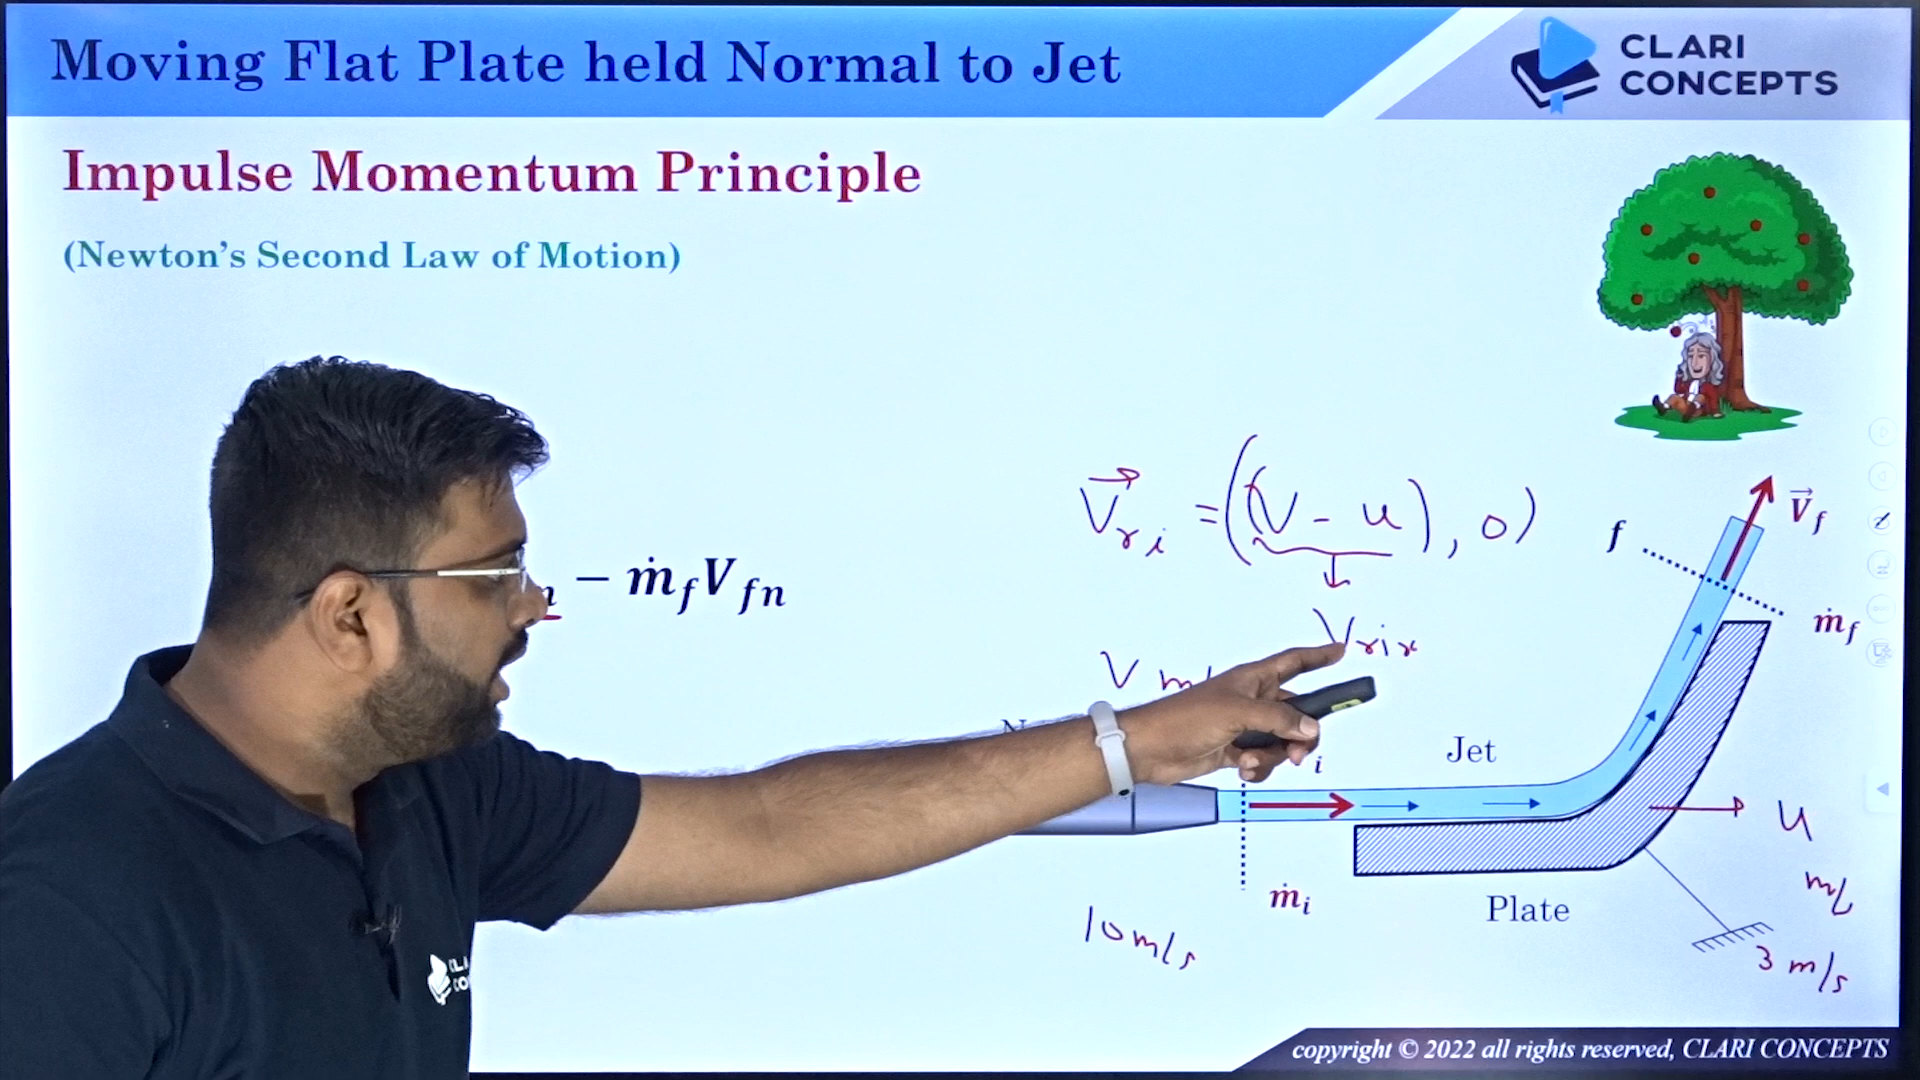 Moving Flat Plate held Normal to Jet
CLARI
CONCEPTS
Impulse Momentum Principle
(Newton's Second Law of Motion)
V⃗ri = ((V - u), 0)
f
V⃗f
− ṁfVfn
ṁf
Vrix
V m/
i
Jet
u
m/
ṁi
Plate
10 m/s
3 m/s
copyright © 2022 all rights reserved, CLARI CONCEPTS